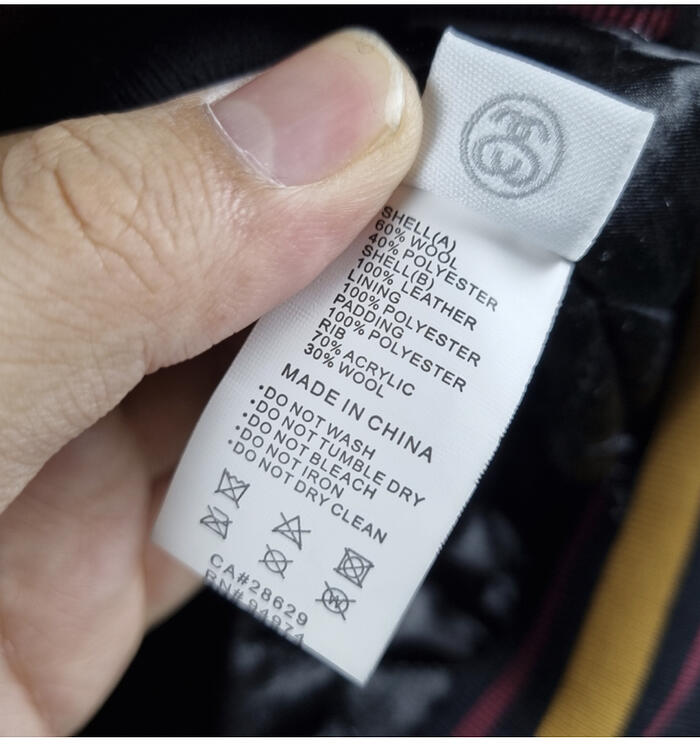 SHELL(A)
60% WOOL
40% POLYESTER
SHELL(B)
100% LEATHER
LINING
100% POLYESTER
PADDING
100% POLYESTER
RIB
70% ACRYLIC
30% WOOL
MADE IN CHINA
·DO NOT WASH
·DO NOT TUMBLE DRY
·DO NOT BLEACH
·DO NOT IRON
·DO NOT DRY CLEAN
CA#28629
RN# 94974